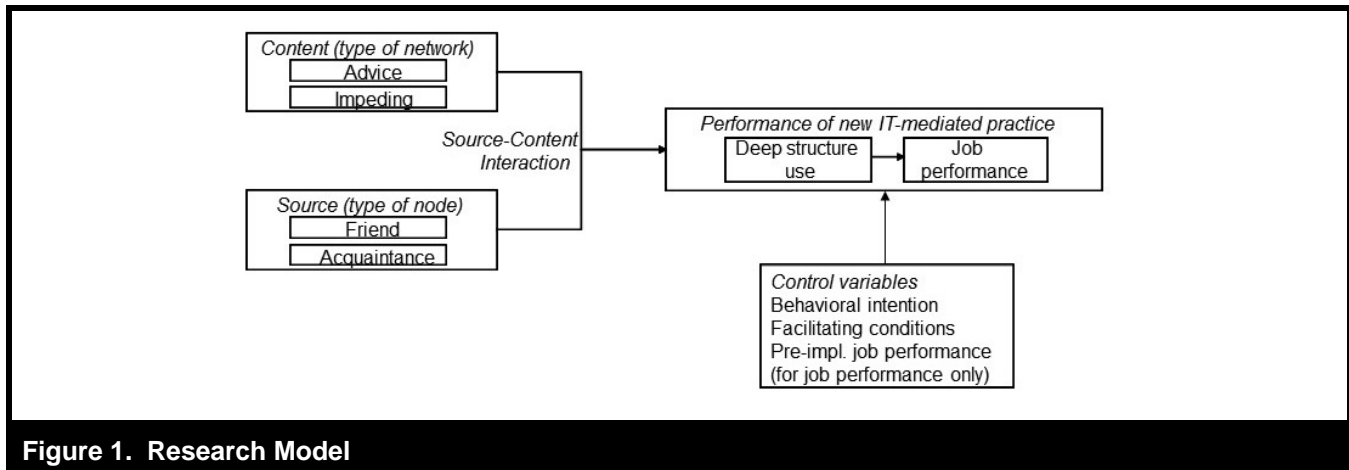 Content (type of network)
Advice
Impeding
Source-Content
Interaction
Source (type of node)
Friend
Acquaintance
Performance of new IT-mediated practice
Deep structure
use
Job
performance
Control variables
Behavioral intention
Facilitating conditions
Pre-impl. job performance
(for job performance only)
Figure 1. Research Model